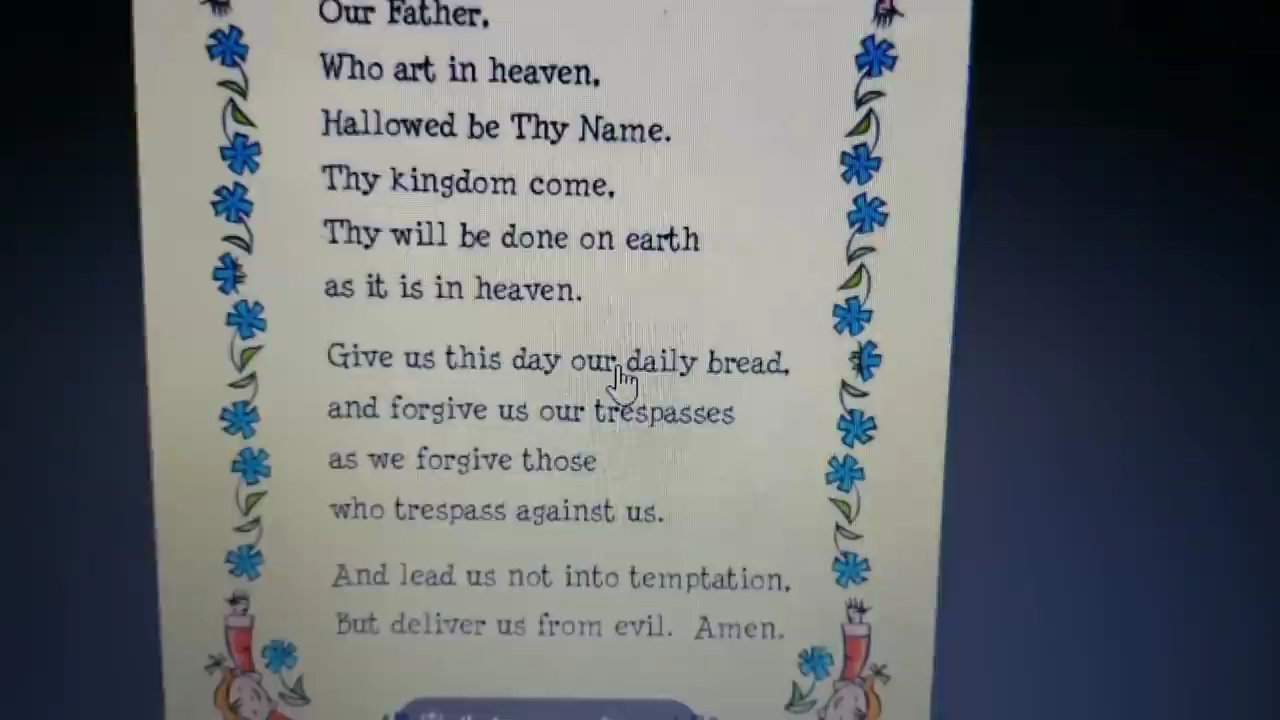 Our Father,
Who art in heaven,
Hallowed be Thy Name.
Thy kingdom come,
Thy will be done on earth
as it is in heaven.
Give us this day our daily bread,
and forgive us our trespasses
as we forgive those
who trespass against us.
And lead us not into temptation,
But deliver us from evil. Amen.